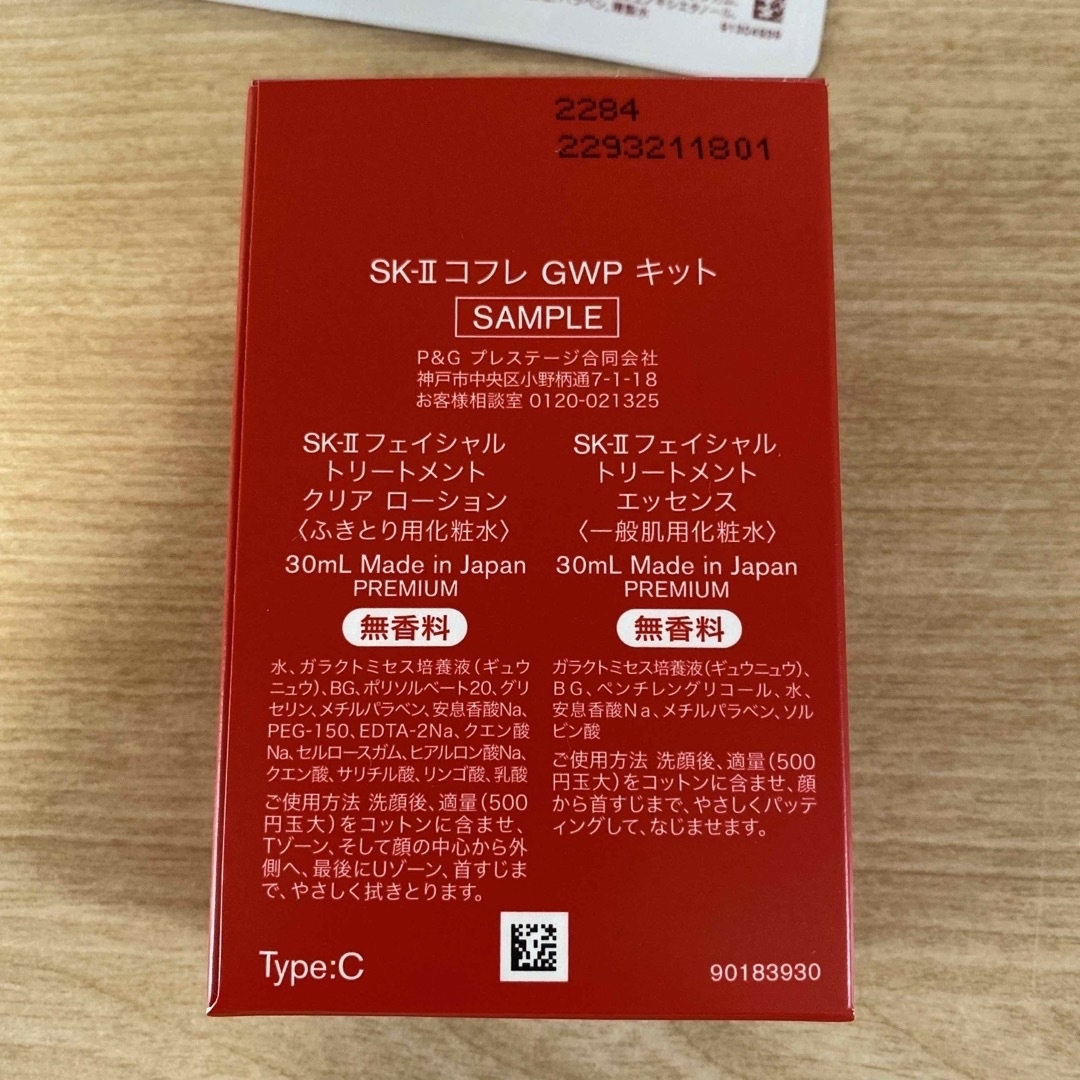 91304939
2284
2293211801
SK-Ⅱ コフレ GWP キット
SAMPLE
P&G プレステージ合同会社
神戸市中央区小野柄通7-1-18
お客様相談室 0120-021325
SK-Ⅱ フェイシャル
トリートメント
クリア ローション
〈ふきとり用化粧水〉
30mL Made in Japan
PREMIUM
無香料
水、ガラクトミセス培養液（ギュウ
ニュウ）、BG、ポリソルベート20、グリ
セリン、メチルパラベン、安息香酸Na、
PEG-150、EDTA-2Na、クエン酸
Na、セルロースガム、ヒアルロン酸Na、
クエン酸、サリチル酸、リンゴ酸、乳酸
ご使用方法 洗顔後、適量（500
円玉大）をコットンに含ませ、
Tゾーン、そして顔の中心から外
側へ、最後にUゾーン、首すじま
で、やさしく拭きとります。
SK-Ⅱ フェイシャル
トリートメント
エッセンス
〈一般肌用化粧水〉
30mL Made in Japan
PREMIUM
無香料
ガラクトミセス培養液（ギュウニュウ）、
BG、ペンチレングリコール、水、
安息香酸Na、メチルパラベン、ソル
ビン酸
ご使用方法 洗顔後、適量（500
円玉大）をコットンに含ませ、顔
から首すじまで、やさしくパッテ
ィングして、なじませます。
Type:C
90183930